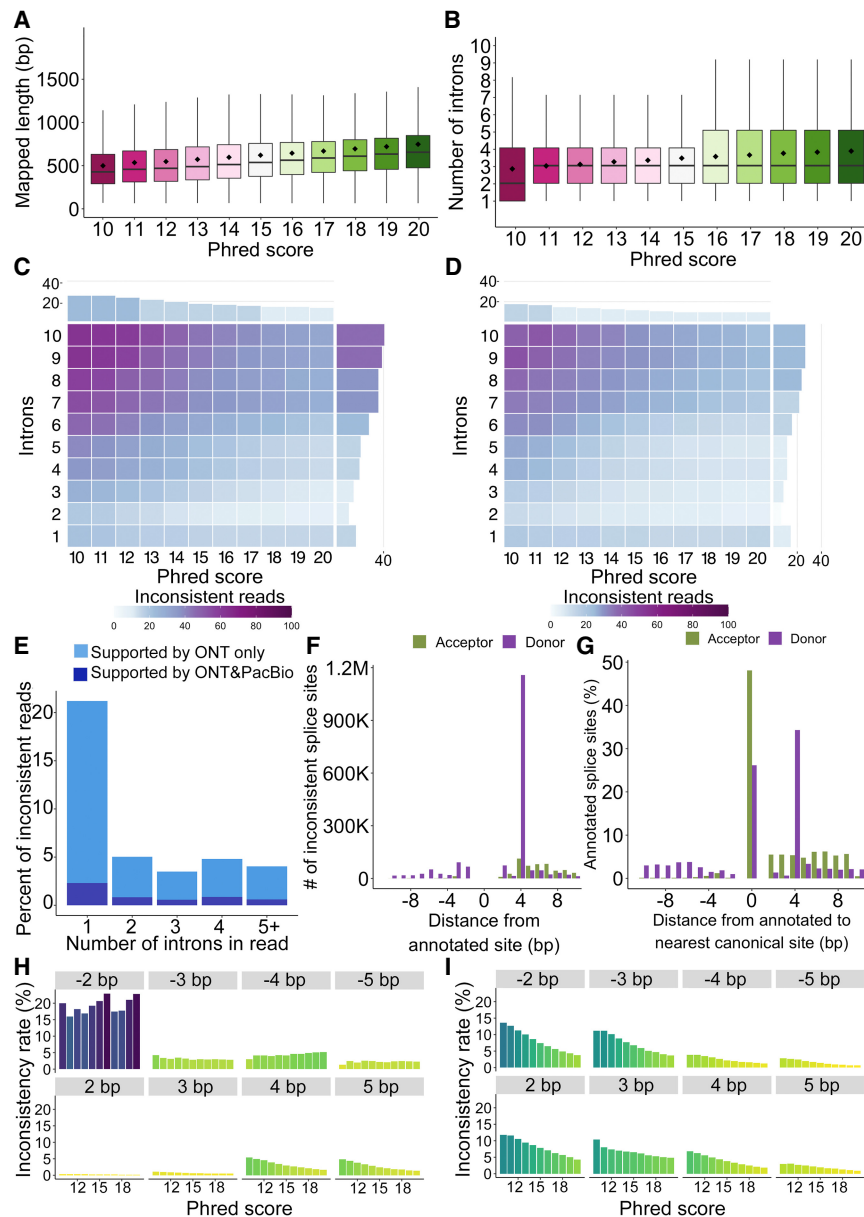 A
Mapped length (bp)
1500
1000
500
0
10 11 12 13 14 15 16 17 18 19 20
Phred score
B
Number of introns
10
9
8
7
6
5
4
3
2
1
10 11 12 13 14 15 16 17 18 19 20
Phred score
C
40
20
Introns
10
9
8
7
6
5
4
3
2
1
10 11 12 13 14 15 16 17 18 19 20
40
Phred score
Inconsistent reads
0 20 40 60 80 100
D
40
20
10 11 12 13 14 15 16 17 18 19 20
20 40
Phred score
Inconsistent reads
0 20 40 60 80 100
Introns
10
9
8
7
6
5
4
3
2
1
E
Supported by ONT only
Supported by ONT&PacBio
Percent of inconsistent reads
20
15
10
5
0
1 2 3 4 5+
Number of introns in read
F
Acceptor Donor
# of inconsistent splice sites
1.2M
900K
600K
300K
0
-8 -4 0 4 8
Distance from
annotated site (bp)
G
Acceptor Donor
Annotated splice sites (%)
50
40
30
20
10
0
-8 -4 0 4 8
Distance from annotated to
nearest canonical site (bp)
H
Inconsistency rate (%)
-2 bp -3 bp -4 bp -5 bp
20
15
10
5
0
2 bp 3 bp 4 bp 5 bp
20
15
10
5
0
12 15 18 12 15 18 12 15 18 12 15 18
Phred score
I
Inconsistency rate (%)
-2 bp -3 bp -4 bp -5 bp
20
15
10
5
0
2 bp 3 bp 4 bp 5 bp
20
15
10
5
0
12 15 18 12 15 18 12 15 18 12 15 18
Phred score